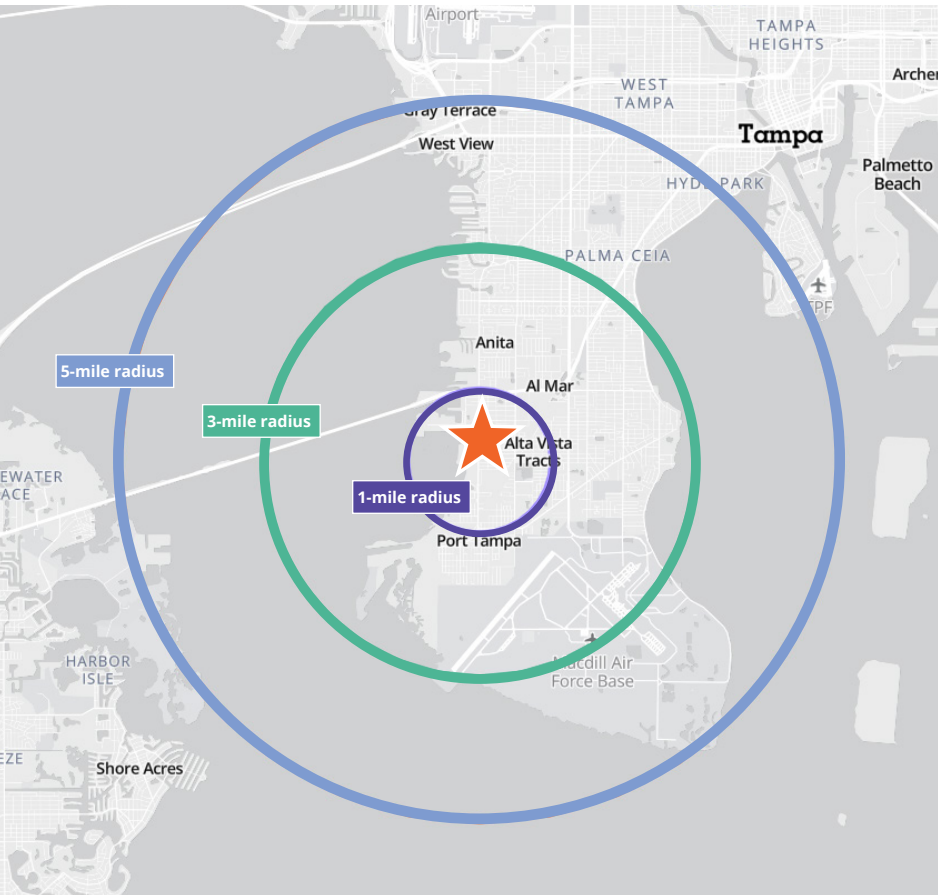 Airport
TAMPA
HEIGHTS
Archer
WEST
TAMPA
Gray Terrace
Tampa
West View
Palmetto
Beach
HYDE PARK
PALMA CEIA
TPF
Anita
5-mile radius
Al Mar
3-mile radius
Alta Vista
Tracts
EWATER
ACE
1-mile radius
Port Tampa
HARBOR
ISLE
Macdill Air
Force Base
EZE
Shore Acres